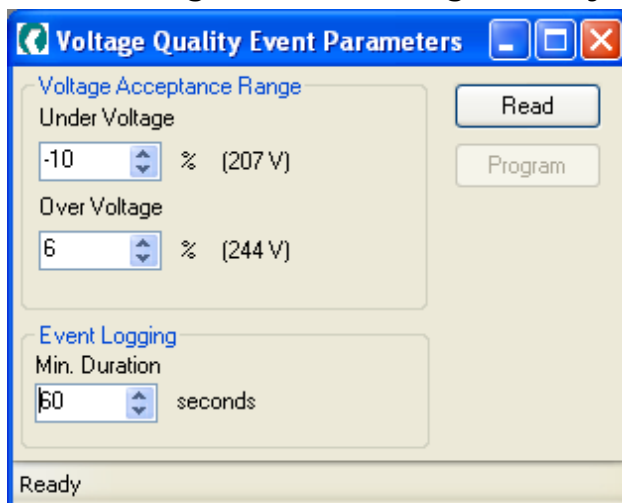 Voltage Quality Event Parameters
Voltage Acceptance Range
Under Voltage
-10 % (207 V)
Over Voltage
6 % (244 V)
Read
Program
Event Logging
Min. Duration
60 seconds
Ready